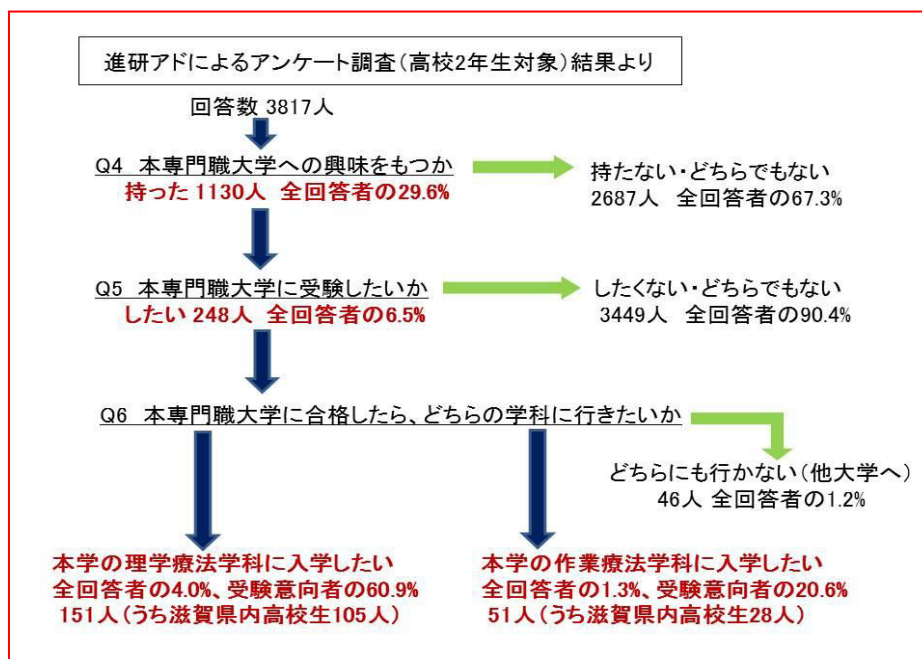 進研アドによるアンケート調査(高校2年生対象)結果より
回答数 3817人
Q4 本専門職大学への興味をもつか
持った 1130人 全回答者の29.6%
持たない・どちらでもない
2687人 全回答者の67.3%
Q5 本専門職大学に受験したいか
したい 248人 全回答者の6.5%
したくない・どちらでもない
3449人 全回答者の90.4%
Q6 本専門職大学に合格したら、どちらの学科に行きたいか
どちらにも行かない(他大学へ)
46人 全回答者の1.2%
本学の理学療法学科に入学したい
全回答者の4.0%、受験意向者の60.9%
151人(うち滋賀県内高校生105人)
本学の作業療法学科に入学したい
全回答者の1.3%、受験意向者の20.6%
51人(うち滋賀県内高校生28人)